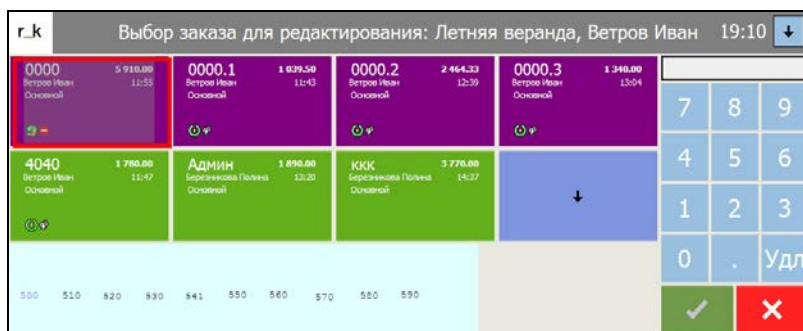 r_k Выбор заказа для редактирования: Летняя веранда, Ветров Иван 19:10
0000 5 910.00
Ветров Иван 11:55
Основной
0000.1 1 039.50
Ветров Иван 11:43
Основной
0000.2 2 464.33
Ветров Иван 12:39
Основной
0000.3 1 340.00
Ветров Иван 13:04
Основной
4040 1 780.00
Ветров Иван 11:47
Основной
Админ 1 890.00
Березникова Полина 13:20
Основной
ккк 3 770.00
Березникова Полина 14:37
Основной
7 8 9
4 5 6
1 2 3
0 . Удл
500 510 520 530 541 550 560 570 580 590